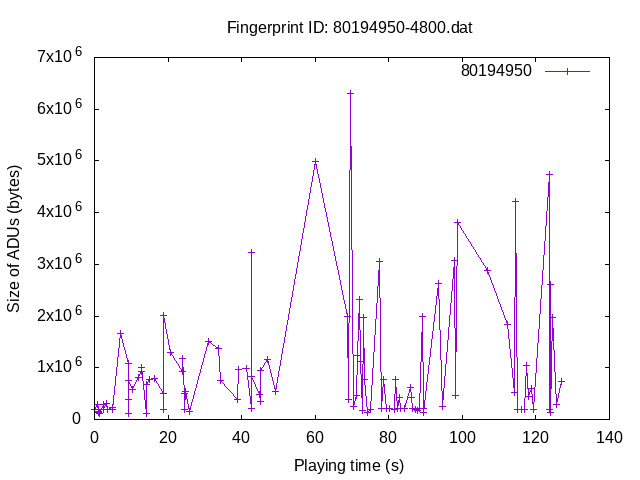 Fingerprint ID: 80194950-4800.dat
80194950
7x10^6
6x10^6
5x10^6
4x10^6
3x10^6
2x10^6
1x10^6
0
Size of ADUs (bytes)
0 20 40 60 80 100 120 140
Playing time (s)